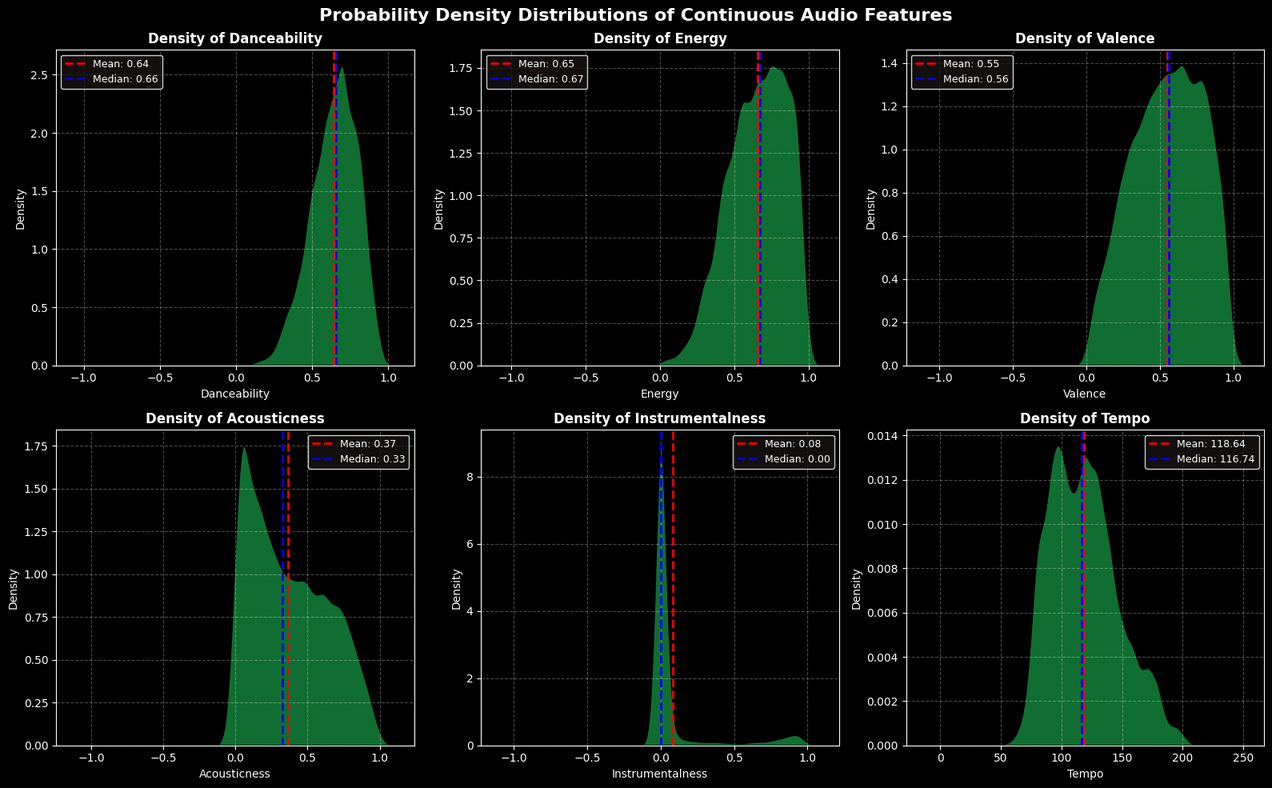 Probability Density Distributions of Continuous Audio Features
Density of Danceability
Mean: 0.64
Median: 0.66
Density
2.5
2.0
1.5
1.0
0.5
0.0
−1.0 −0.5 0.0 0.5 1.0
Danceability
Density of Energy
Mean: 0.65
Median: 0.67
Density
1.75
1.50
1.25
1.00
0.75
0.50
0.25
0.00
−1.0 −0.5 0.0 0.5 1.0
Energy
Density of Valence
Mean: 0.55
Median: 0.56
Density
1.4
1.2
1.0
0.8
0.6
0.4
0.2
0.0
−1.0 −0.5 0.0 0.5 1.0
Valence
Density of Acousticness
Mean: 0.37
Median: 0.33
Density
1.75
1.50
1.25
1.00
0.75
0.50
0.25
0.00
−1.0 −0.5 0.0 0.5 1.0
Acousticness
Density of Instrumentalness
Mean: 0.08
Median: 0.00
Density
8
6
4
2
0
−1.0 −0.5 0.0 0.5 1.0
Instrumentalness
Density of Tempo
Mean: 118.64
Median: 116.74
Density
0.014
0.012
0.010
0.008
0.006
0.004
0.002
0.000
0 50 100 150 200 250
Tempo